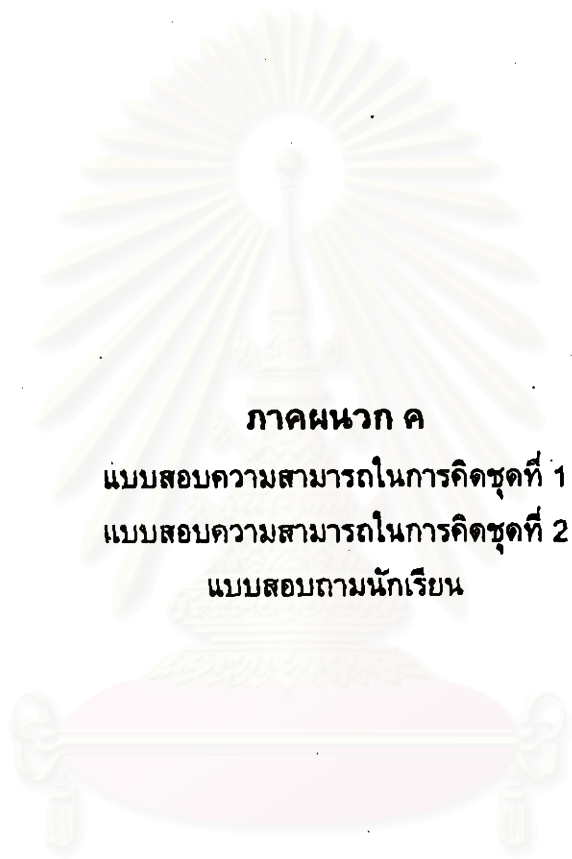 ภาคผนวก ค
แบบสอบความสามารถในการคิดชุดที่ 1
แบบสอบความสามารถในการคิดชุดที่ 2
แบบสอบถามนักเรียน